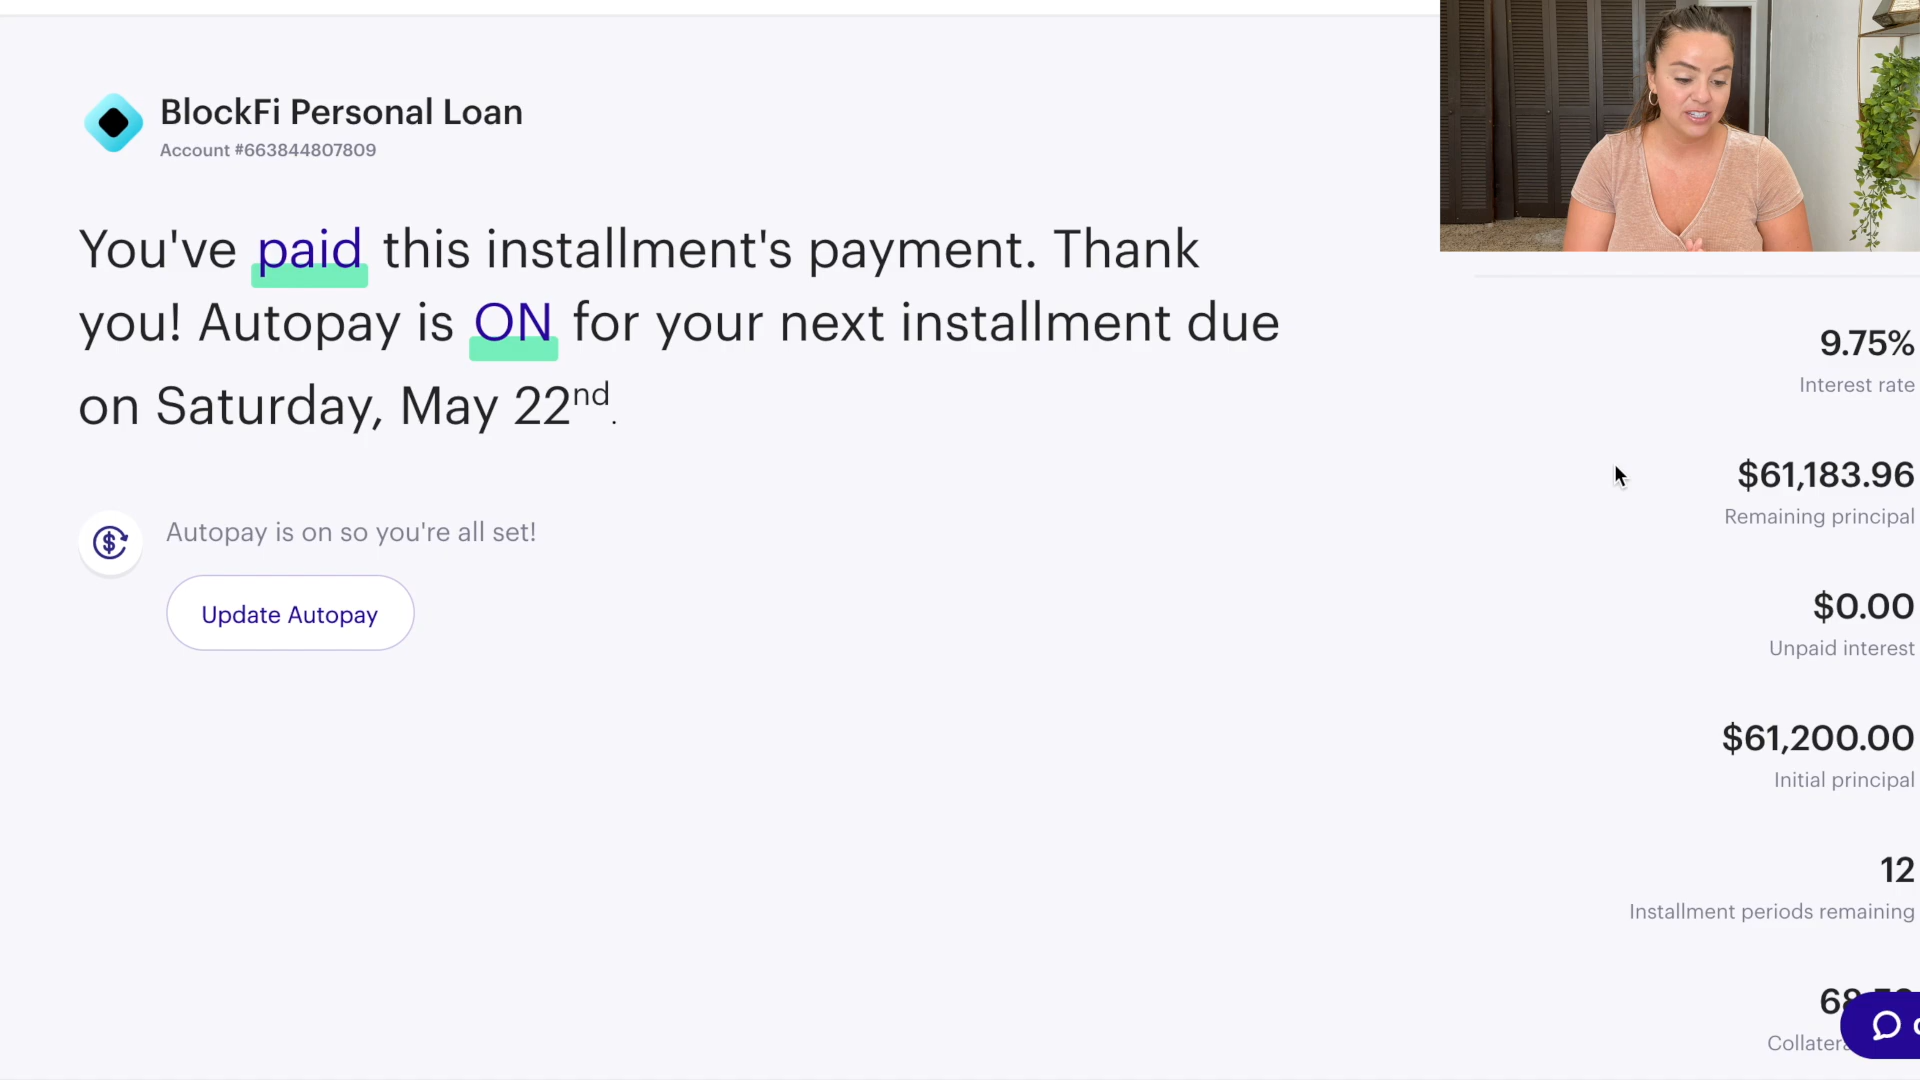 BlockFi Personal Loan
Account #663844807809
You've paid this installment's payment. Thank
you! Autopay is ON for your next installment due
on Saturday, May 22nd.
Autopay is on so you're all set!
Update Autopay
9.75%
Interest rate
$61,183.96
Remaining principal
$0.00
Unpaid interest
$61,200.00
Initial principal
12
Installment periods remaining